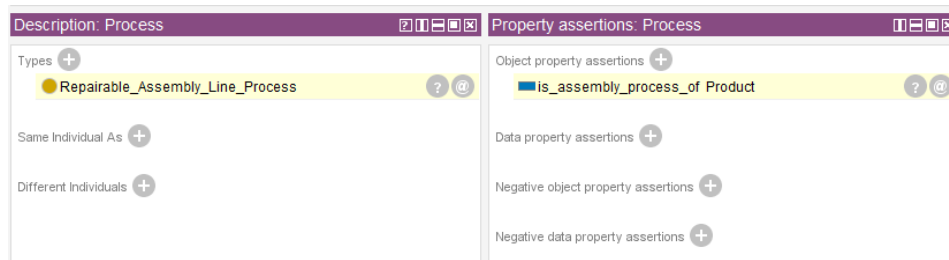 Description: Process
Types
Repairable_Assembly_Line_Process
Same Individual As
Different Individuals
Property assertions: Process
Object property assertions
is_assembly_process_of Product
Data property assertions
Negative object property assertions
Negative data property assertions